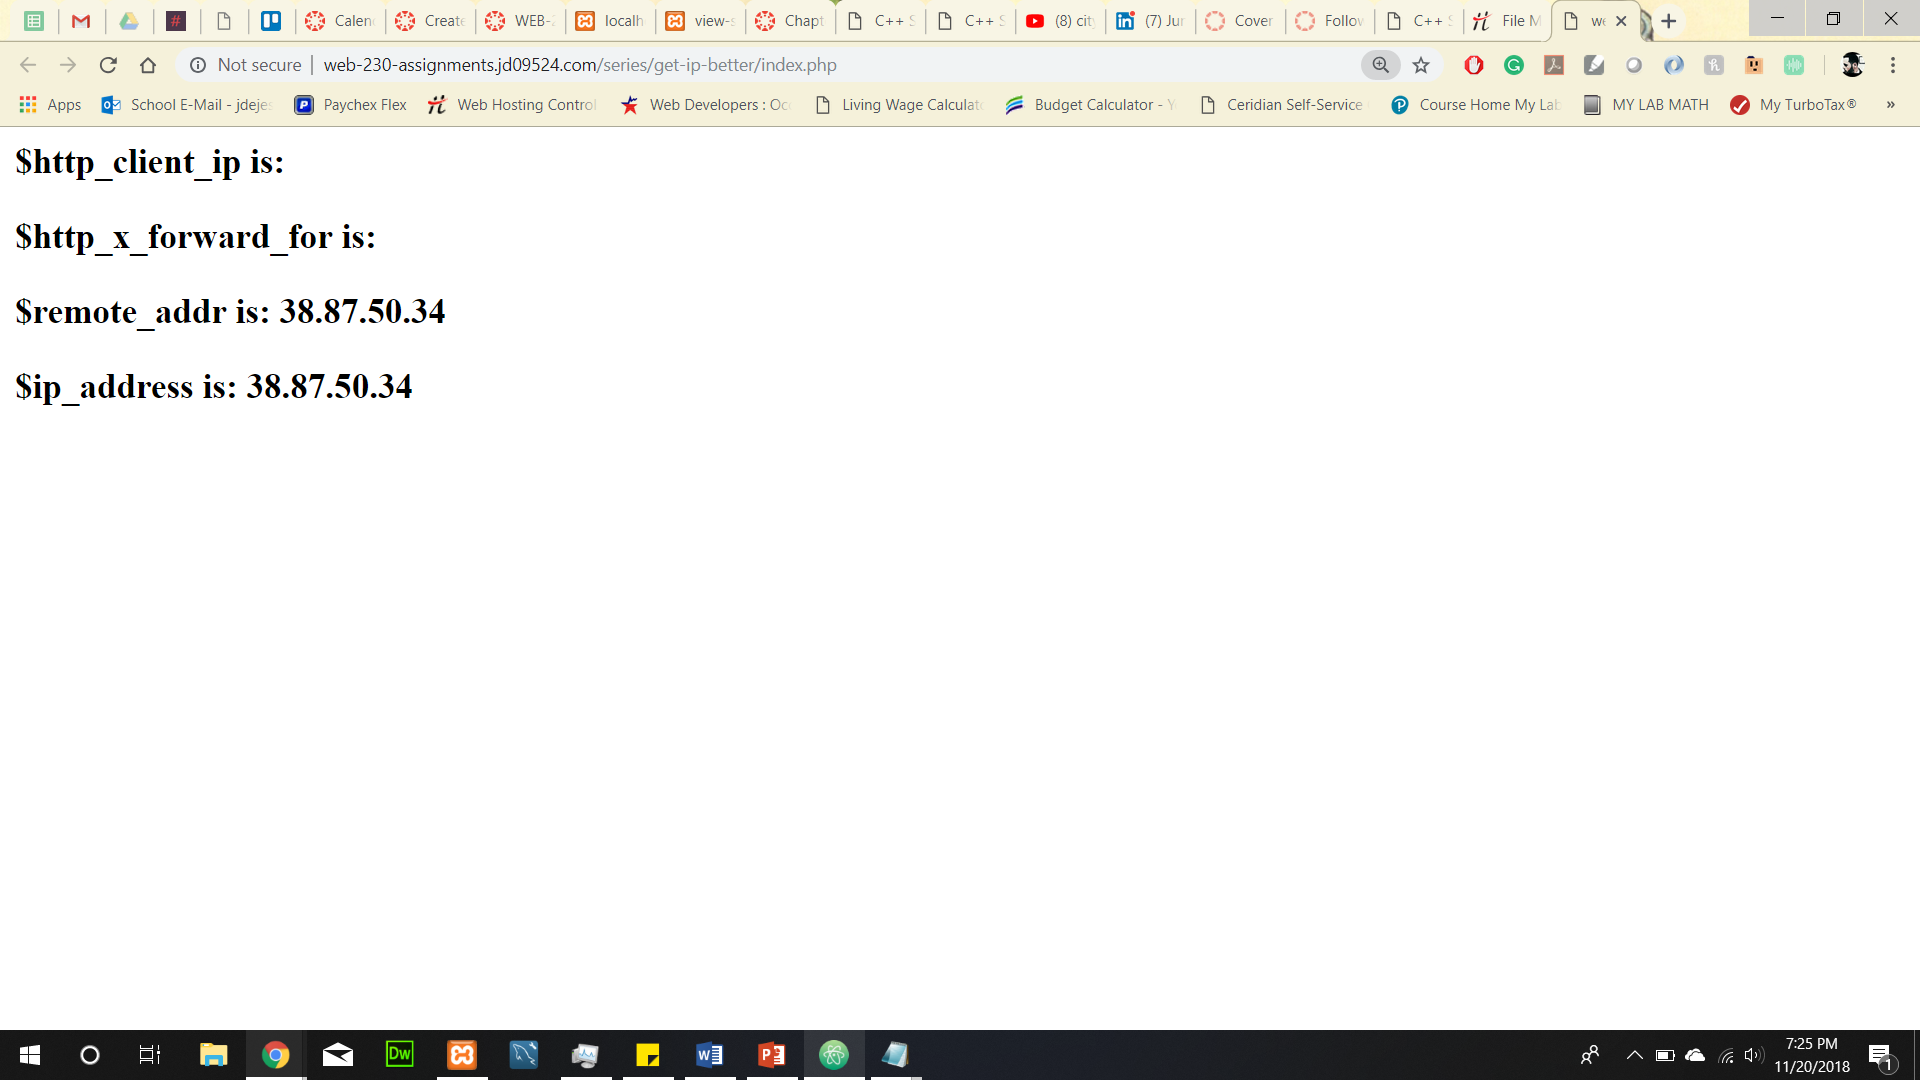 Calen
Create
WEB-2
localh
view-s
Chapt
C++ S
C++ S
(8) cit
(7) Jur
Cover
Follow
C++ S
File M
we
Not secure | web-230-assignments.jd09524.com/series/get-ip-better/index.php
Apps
School E-Mail - jdejes
Paychex Flex
Web Hosting Control
Web Developers : Oc
Living Wage Calculat
Budget Calculator - Y
Ceridian Self-Service
Course Home My Lab
MY LAB MATH
My TurboTax®
»
$http_client_ip is:
$http_x_forward_for is:
$remote_addr is: 38.87.50.34
$ip_address is: 38.87.50.34
Dw
7:25 PM
11/20/2018
1